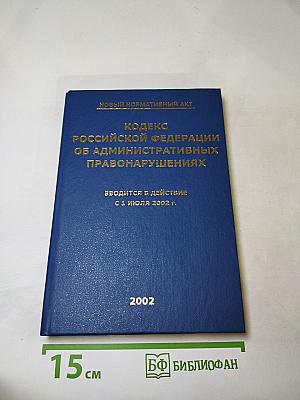 НОВЫЙ НОРМАТИВНЫЙ АКТ
КОДЕКС
РОССИЙСКОЙ ФЕДЕРАЦИИ
ОБ АДМИНИСТРАТИВНЫХ
ПРАВОНАРУШЕНИЯХ
ВВОДИТСЯ В ДЕЙСТВИЕ
С 1 ИЮЛЯ 2002 г.
2002
15 см
БФ БИБЛИОФАН